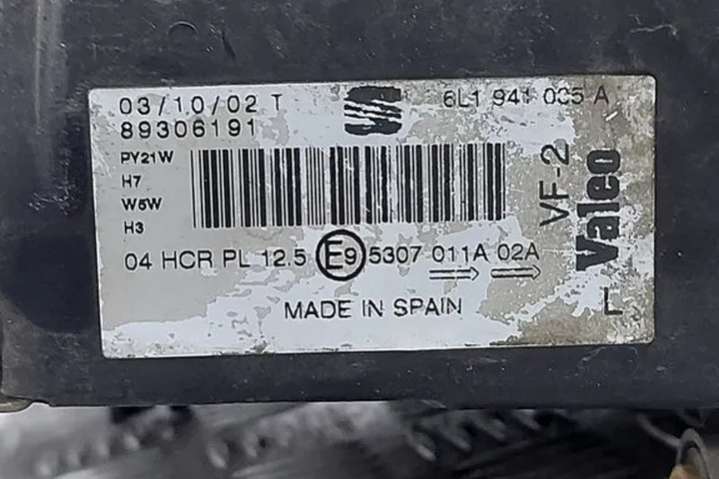 03/10/02 T
6L1 941 005 A
89306191
PY21W
H7
W5W
H3
VF-2
Valeo
L
04 HCR PL 12.5 E9 5307 011A 02A
MADE IN SPAIN